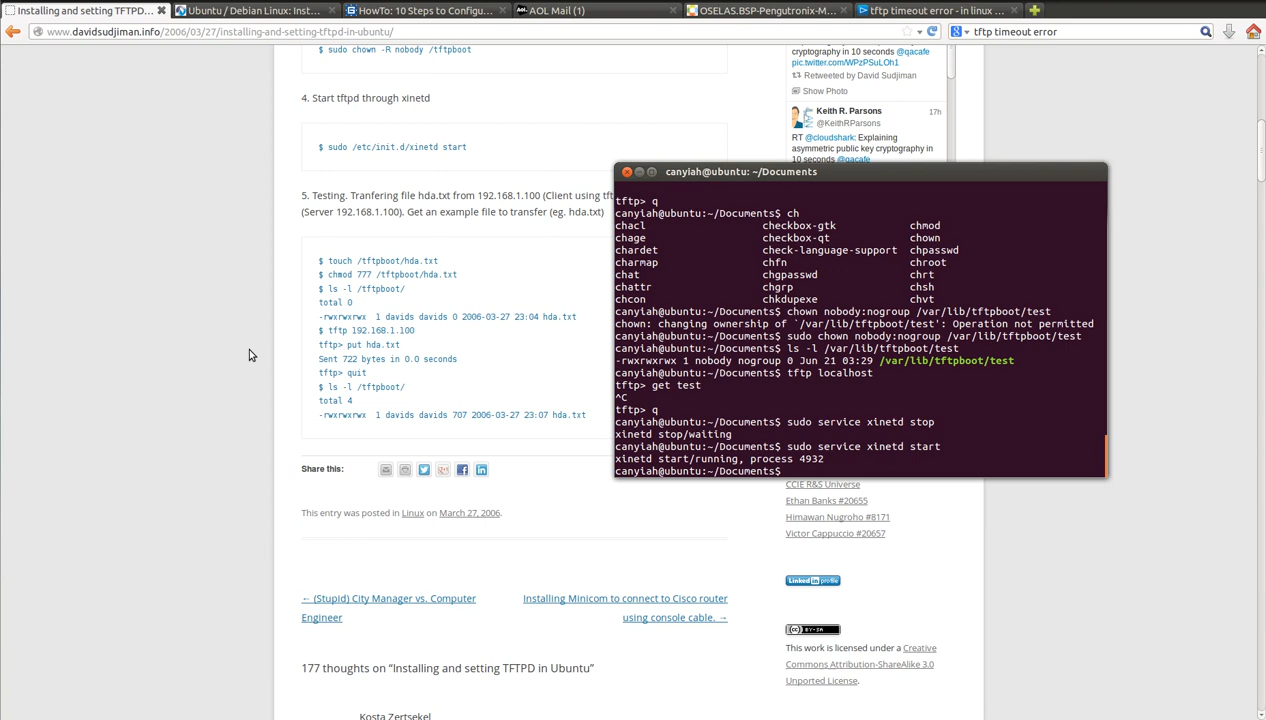 Installing and setting TFTPD...
Ubuntu / Debian Linux: Inst...
HowTo: 10 Steps to Configu...
AOL Mail (1)
OSELAS.BSP-Pengutronix-M...
tftp timeout error - in linux ...
www.davidsudjiman.info/2006/03/27/installing-and-setting-tftpd-in-ubuntu/
tftp timeout error
$ sudo chown -R nobody /tftpboot
4. Start tftpd through xinetd
$ sudo /etc/init.d/xinetd start
5. Testing. Tranfering file hda.txt from 192.168.1.100 (Client using tft
(Server 192.168.1.100). Get an example file to transfer (eg. hda.txt)
$ touch /tftpboot/hda.txt
$ chmod 777 /tftpboot/hda.txt
$ ls -l /tftpboot/
total 0
-rwxrwxrwx 1 davids davids 0 2006-03-27 23:04 hda.txt
$ tftp 192.168.1.100
tftp> put hda.txt
Sent 722 bytes in 0.0 seconds
tftp> quit
$ ls -l /tftpboot/
total 4
-rwxrwxrwx 1 davids davids 707 2006-03-27 23:07 hda.txt
Share this:
This entry was posted in Linux on March 27, 2006.
← (Stupid) City Manager vs. Computer
Engineer
Installing Minicom to connect to Cisco router
using console cable. →
177 thoughts on “Installing and setting TFTPD in Ubuntu”
Kosta Zertsekel
cryptography in 10 seconds @qacafe
pic.twitter.com/WPzPSuLOh1
Retweeted by David Sudjiman
Show Photo
Keith R. Parsons 17h
@KeithRParsons
RT @cloudshark: Explaining
asymmetric public key cryptography in
10 seconds @qacafe
canyiah@ubuntu: ~/Documents
tftp> q
canyiah@ubuntu:~/Documents$ ch
chacl checkbox-gtk chmod
chage checkbox-qt chown
chardet check-language-support chpasswd
charmap chfn chroot
chat chgpasswd chrt
chattr chgrp chsh
chcon chkdupexe chvt
canyiah@ubuntu:~/Documents$ chown nobody:nogroup /var/lib/tftpboot/test
chown: changing ownership of `/var/lib/tftpboot/test': Operation not permitted
canyiah@ubuntu:~/Documents$ sudo chown nobody:nogroup /var/lib/tftpboot/test
canyiah@ubuntu:~/Documents$ ls -l /var/lib/tftpboot/test
-rwxrwxrwx 1 nobody nogroup 0 Jun 21 03:29 /var/lib/tftpboot/test
canyiah@ubuntu:~/Documents$ tftp localhost
tftp> get test
^C
tftp> q
canyiah@ubuntu:~/Documents$ sudo service xinetd stop
xinetd stop/waiting
canyiah@ubuntu:~/Documents$ sudo service xinetd start
xinetd start/running, process 4932
canyiah@ubuntu:~/Documents$
CCIE R&S Universe
Ethan Banks #20655
Himawan Nugroho #8171
Victor Cappuccio #20657
Linked in profile
cc BY-SA
This work is licensed under a Creative
Commons Attribution-ShareAlike 3.0
Unported License.